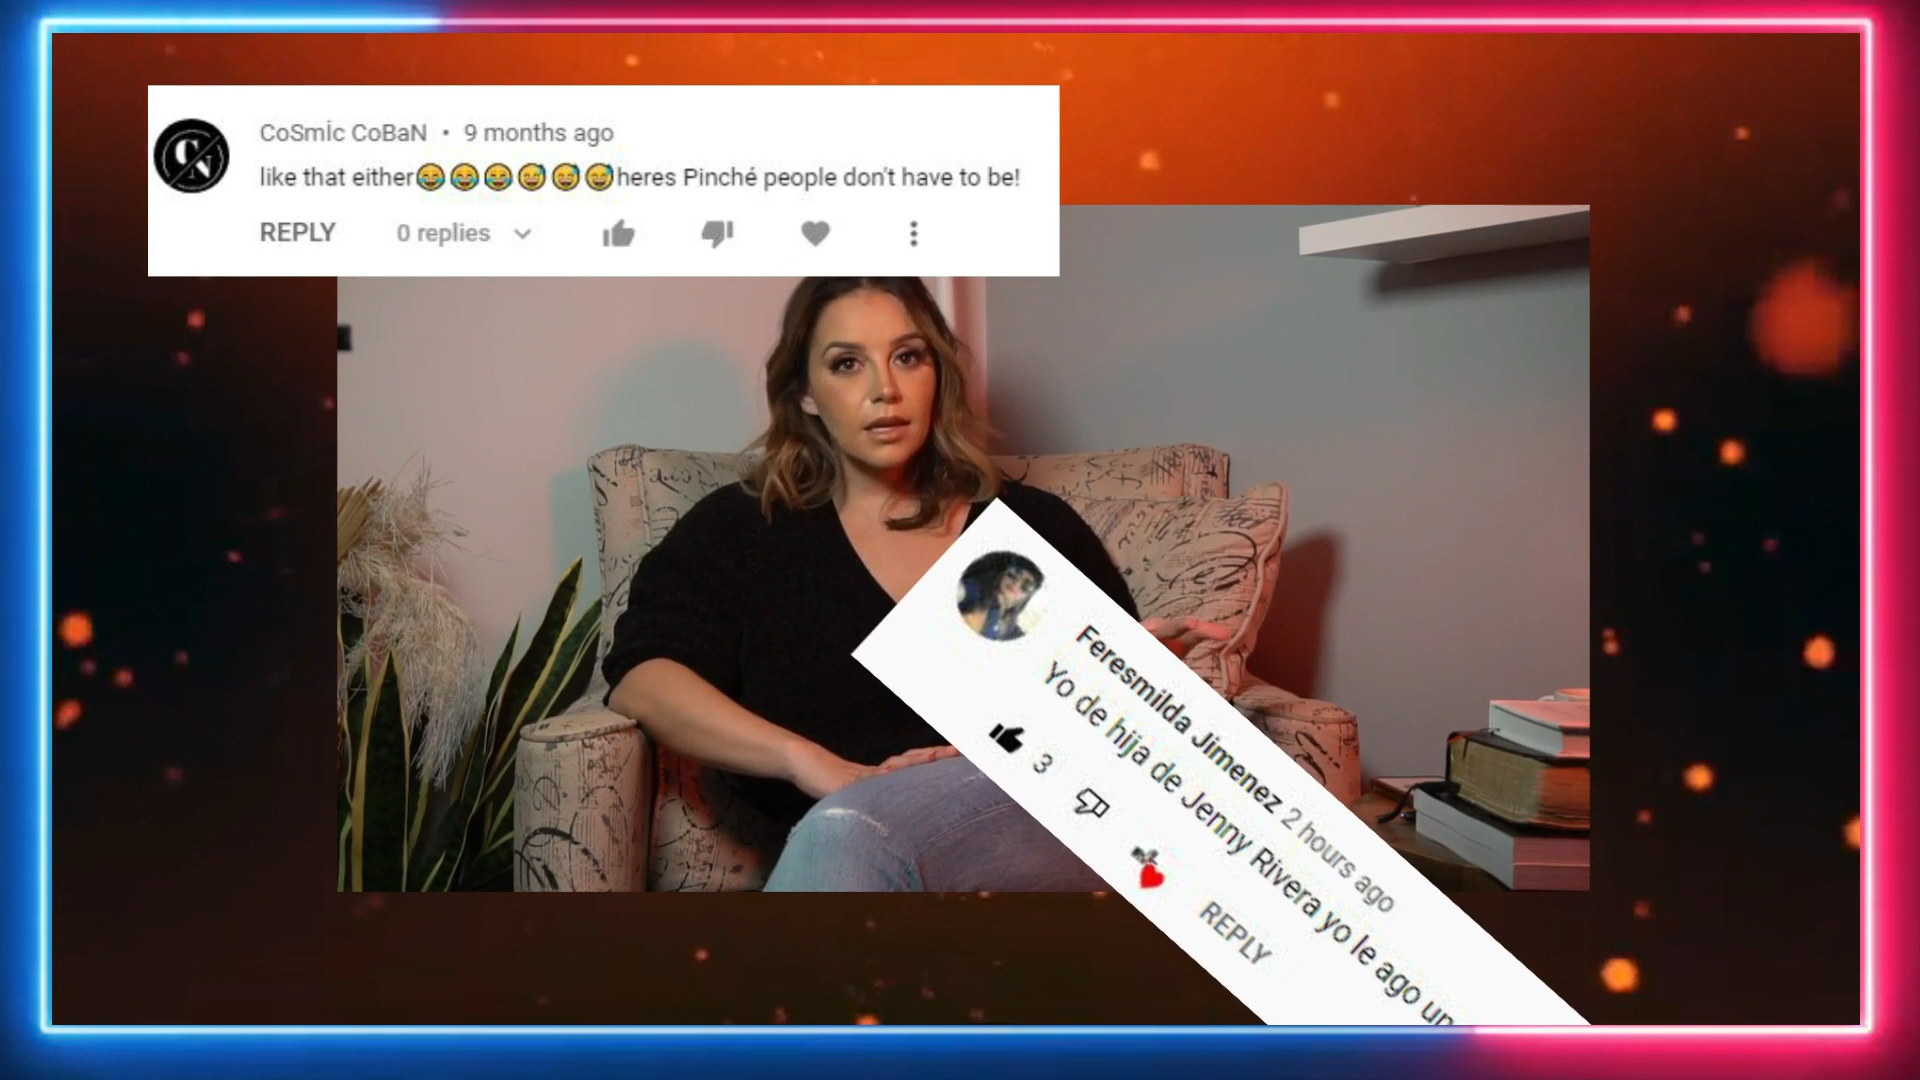 CoSmİc CoBaN • 9 months ago
like that either😂😂😂😅😅😅heres Pinché people don't have to be!
REPLY 0 replies
Feresmilda Jimenez 2 hours ago
Yo de hija de Jenny Rivera yo le ago un
3
REPLY